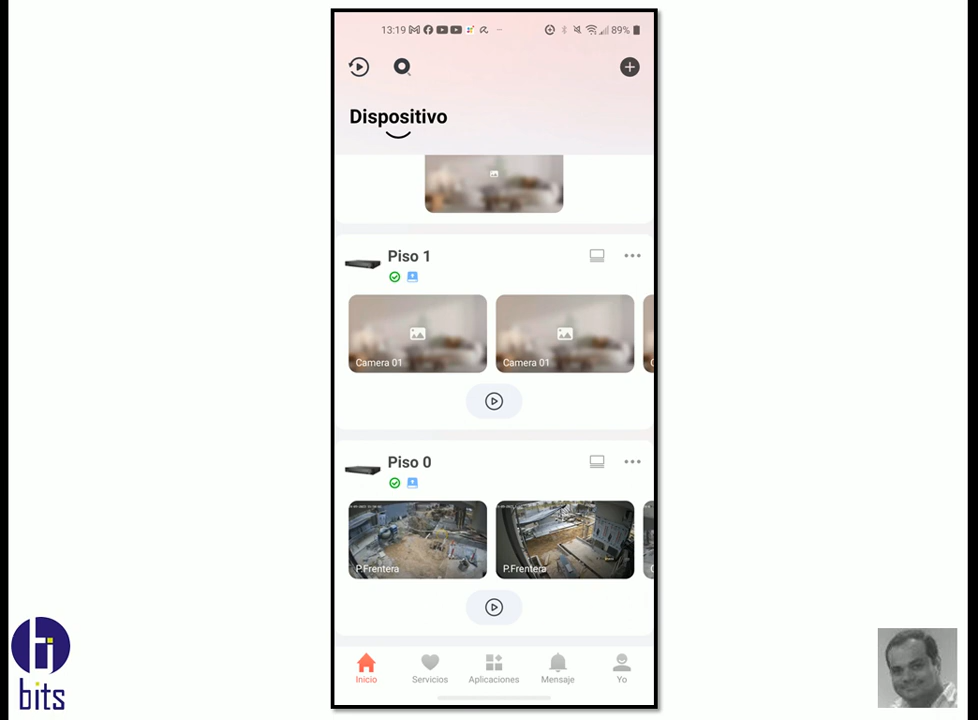 13:19
89%
Dispositivo
Piso 1
Camera 01
Camera 01
Piso 0
P.Frentera
P.Frentera
Inicio
Servicios
Aplicaciones
Mensaje
Yo
bits